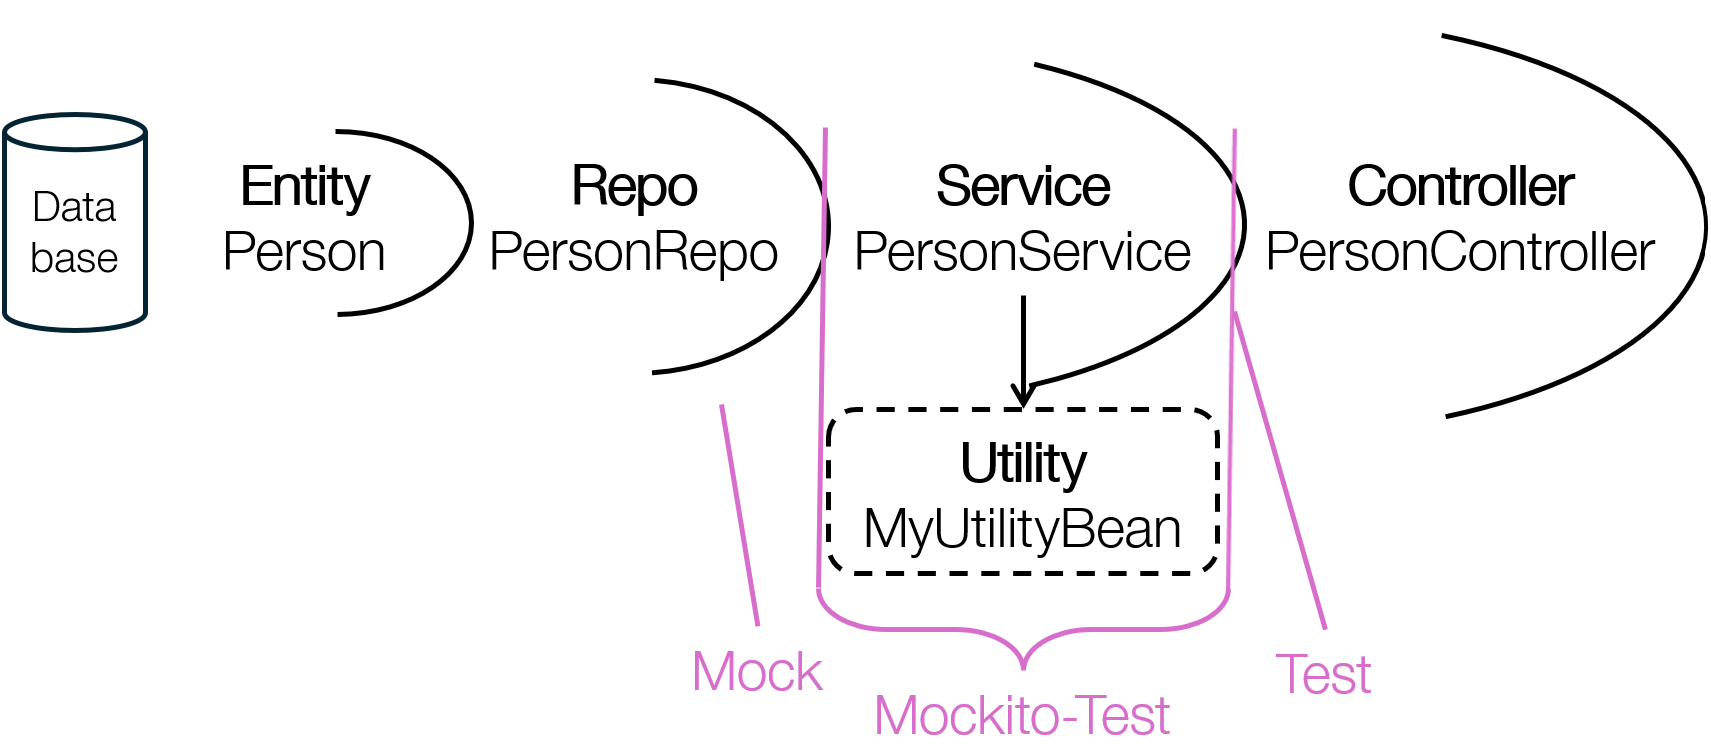 Data
base
Entity
Person
Repo
PersonRepo
Service
PersonService
Controller
PersonController
Utility
MyUtilityBean
Mock
Mockito-Test
Test